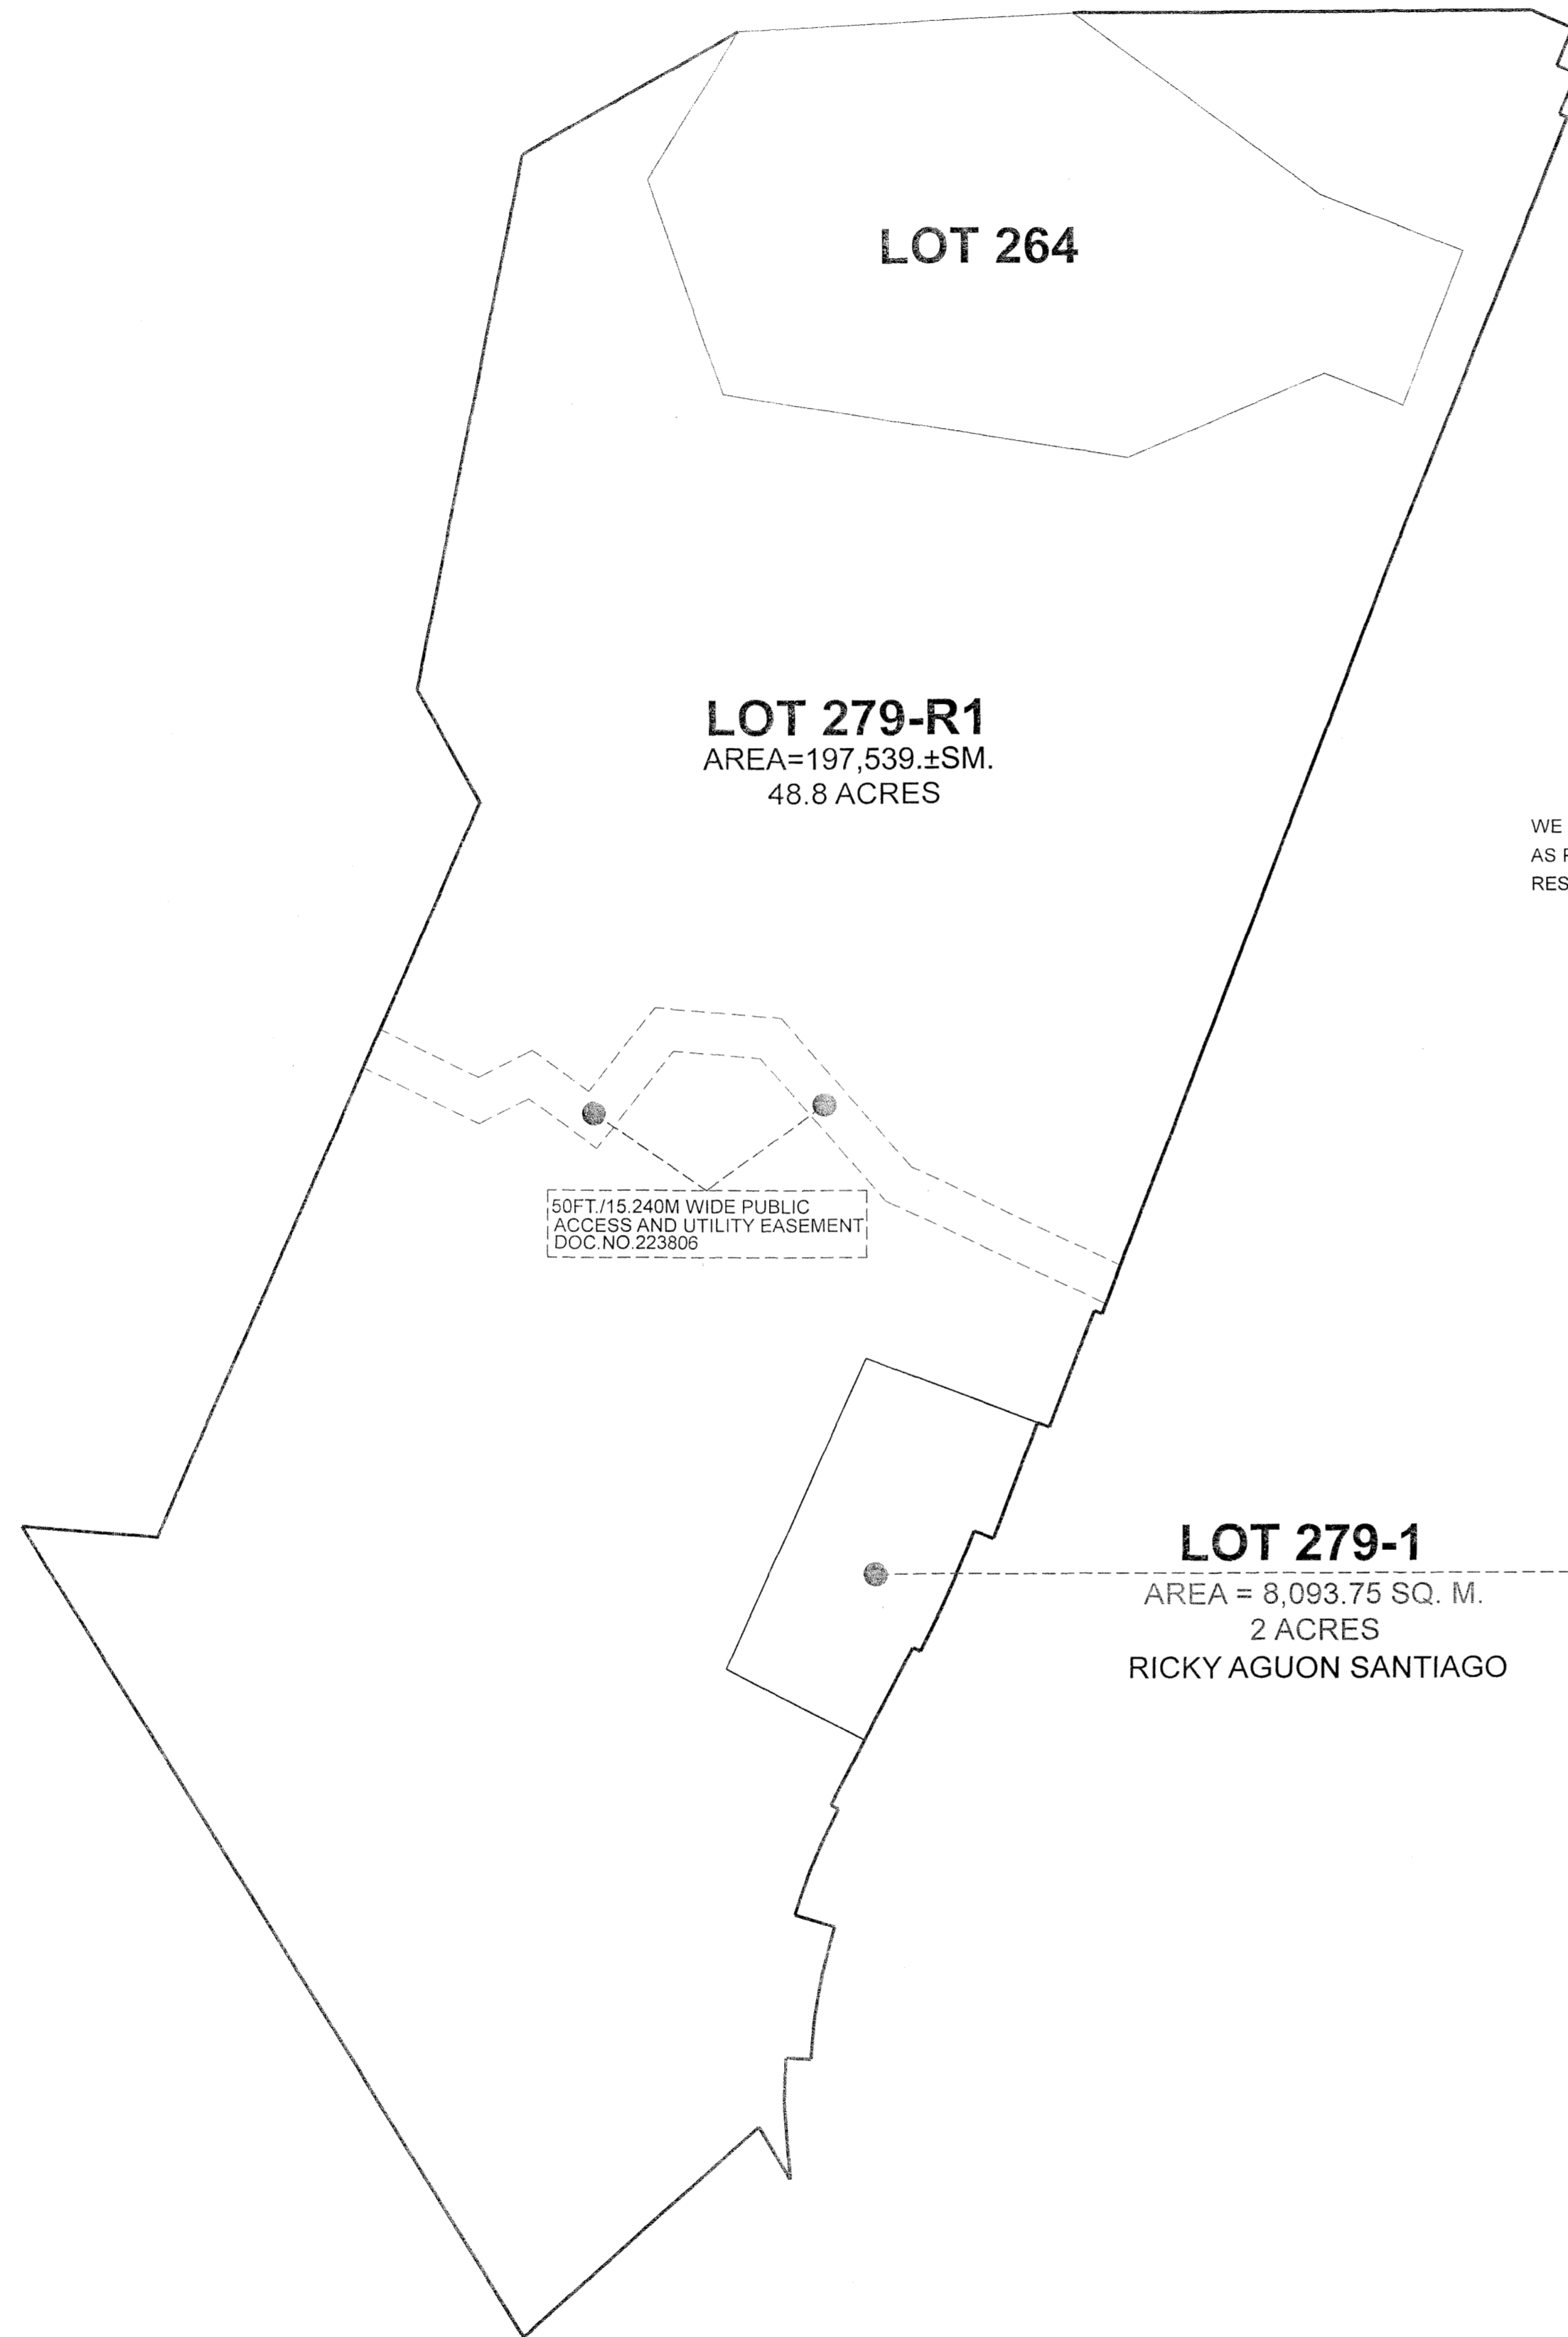 LOT 264
LOT 279-R1
AREA=197,539.±SM.
48.8 ACRES
WE
AS
RES
50FT./15.240M WIDE PUBLIC
ACCESS AND UTILITY EASEMENT
DOC.NO.223806
LOT 279-1
AREA = 8,093.75 SQ. M.
2 ACRES
RICKY AGUON SANTIAGO